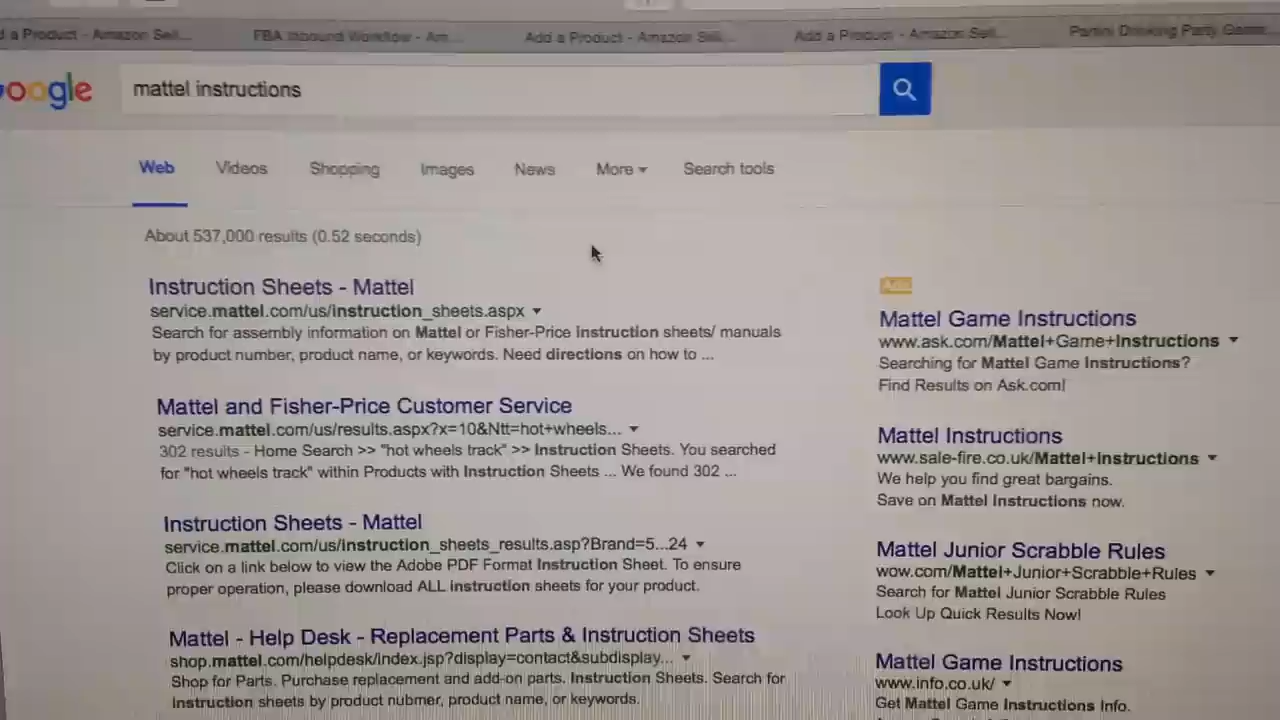 d a Product - Amazon Sell...
FBA Inbound Workflow - Am...
Add a Product - Amazon Sell...
Add a Product - Amazon Sell...
Partini Drinking Party Game...
oogle
mattel instructions
Web
Videos
Shopping
Images
News
More
Search tools
About 537,000 results (0.52 seconds)
Instruction Sheets - Mattel
service.mattel.com/us/instruction_sheets.aspx
Search for assembly information on Mattel or Fisher-Price Instruction sheets/ manuals
by product number, product name, or keywords. Need directions on how to ...
Mattel and Fisher-Price Customer Service
service.mattel.com/us/results.aspx?x=10&Ntt=hot+wheels...
302 results - Home Search >> "hot wheels track" >> Instruction Sheets. You searched
for "hot wheels track" within Products with Instruction Sheets ... We found 302 ...
Instruction Sheets - Mattel
service.mattel.com/us/instruction_sheets_results.asp?Brand=5...24
Click on a link below to view the Adobe PDF Format Instruction Sheet. To ensure
proper operation, please download ALL instruction sheets for your product.
Mattel - Help Desk - Replacement Parts & Instruction Sheets
shop.mattel.com/helpdesk/index.jsp?display=contact&subdisplay...
Shop for Parts. Purchase replacement and add-on parts. Instruction Sheets. Search for
Instruction sheets by product nubmer, product name, or keywords.
Ads
Mattel Game Instructions
www.ask.com/Mattel+Game+Instructions
Searching for Mattel Game Instructions?
Find Results on Ask.com!
Mattel Instructions
www.sale-fire.co.uk/Mattel+Instructions
We help you find great bargains.
Save on Mattel Instructions now.
Mattel Junior Scrabble Rules
wow.com/Mattel+Junior+Scrabble+Rules
Search for Mattel Junior Scrabble Rules
Look Up Quick Results Now!
Mattel Game Instructions
www.info.co.uk/
Get Mattel Game Instructions Info.